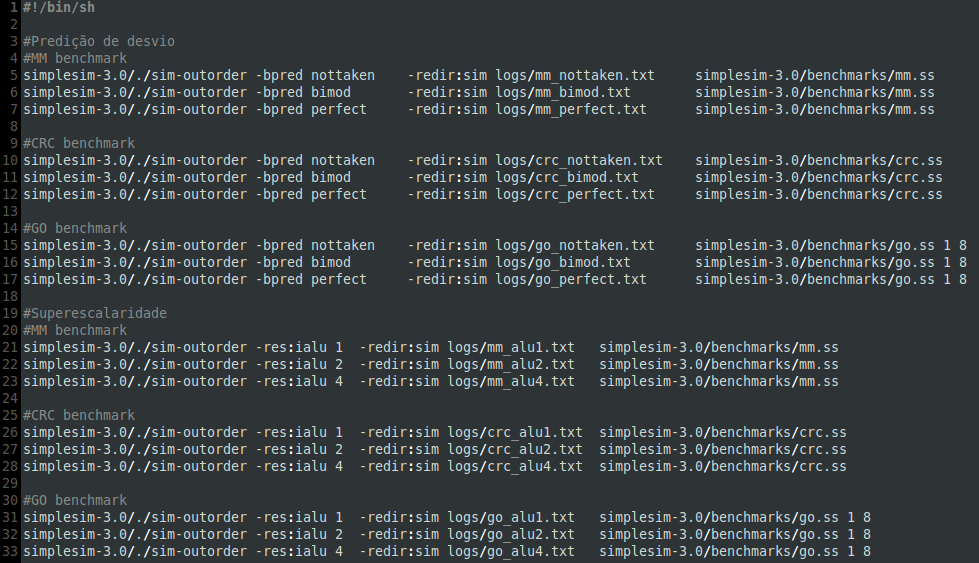 1 #!/bin/sh
2
3 #Predição de desvio
4 #MM benchmark
5 simplesim-3.0/./sim-outorder -bpred nottaken    -redir:sim logs/mm_nottaken.txt     simplesim-3.0/benchmarks/mm.ss
6 simplesim-3.0/./sim-outorder -bpred bimod       -redir:sim logs/mm_bimod.txt        simplesim-3.0/benchmarks/mm.ss
7 simplesim-3.0/./sim-outorder -bpred perfect     -redir:sim logs/mm_perfect.txt      simplesim-3.0/benchmarks/mm.ss
8
9 #CRC benchmark
10 simplesim-3.0/./sim-outorder -bpred nottaken    -redir:sim logs/crc_nottaken.txt    simplesim-3.0/benchmarks/crc.ss
11 simplesim-3.0/./sim-outorder -bpred bimod       -redir:sim logs/crc_bimod.txt       simplesim-3.0/benchmarks/crc.ss
12 simplesim-3.0/./sim-outorder -bpred perfect     -redir:sim logs/crc_perfect.txt     simplesim-3.0/benchmarks/crc.ss
13
14 #GO benchmark
15 simplesim-3.0/./sim-outorder -bpred nottaken    -redir:sim logs/go_nottaken.txt     simplesim-3.0/benchmarks/go.ss 1 8
16 simplesim-3.0/./sim-outorder -bpred bimod       -redir:sim logs/go_bimod.txt        simplesim-3.0/benchmarks/go.ss 1 8
17 simplesim-3.0/./sim-outorder -bpred perfect     -redir:sim logs/go_perfect.txt      simplesim-3.0/benchmarks/go.ss 1 8
18
19 #Superescalaridade
20 #MM benchmark
21 simplesim-3.0/./sim-outorder -res:ialu 1  -redir:sim logs/mm_alu1.txt   simplesim-3.0/benchmarks/mm.ss
22 simplesim-3.0/./sim-outorder -res:ialu 2  -redir:sim logs/mm_alu2.txt   simplesim-3.0/benchmarks/mm.ss
23 simplesim-3.0/./sim-outorder -res:ialu 4  -redir:sim logs/mm_alu4.txt   simplesim-3.0/benchmarks/mm.ss
24
25 #CRC benchmark
26 simplesim-3.0/./sim-outorder -res:ialu 1  -redir:sim logs/crc_alu1.txt  simplesim-3.0/benchmarks/crc.ss
27 simplesim-3.0/./sim-outorder -res:ialu 2  -redir:sim logs/crc_alu2.txt  simplesim-3.0/benchmarks/crc.ss
28 simplesim-3.0/./sim-outorder -res:ialu 4  -redir:sim logs/crc_alu4.txt  simplesim-3.0/benchmarks/crc.ss
29
30 #GO benchmark
31 simplesim-3.0/./sim-outorder -res:ialu 1  -redir:sim logs/go_alu1.txt   simplesim-3.0/benchmarks/go.ss 1 8
32 simplesim-3.0/./sim-outorder -res:ialu 2  -redir:sim logs/go_alu2.txt   simplesim-3.0/benchmarks/go.ss 1 8
33 simplesim-3.0/./sim-outorder -res:ialu 4  -redir:sim logs/go_alu4.txt   simplesim-3.0/benchmarks/go.ss 1 8